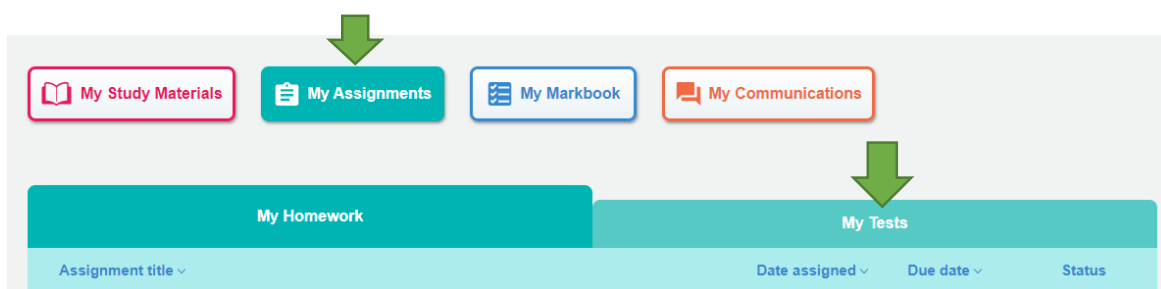 My Study Materials My Assignments My Markbook My Communications
My Homework My Tests
Assignment title Date assigned Due date Status